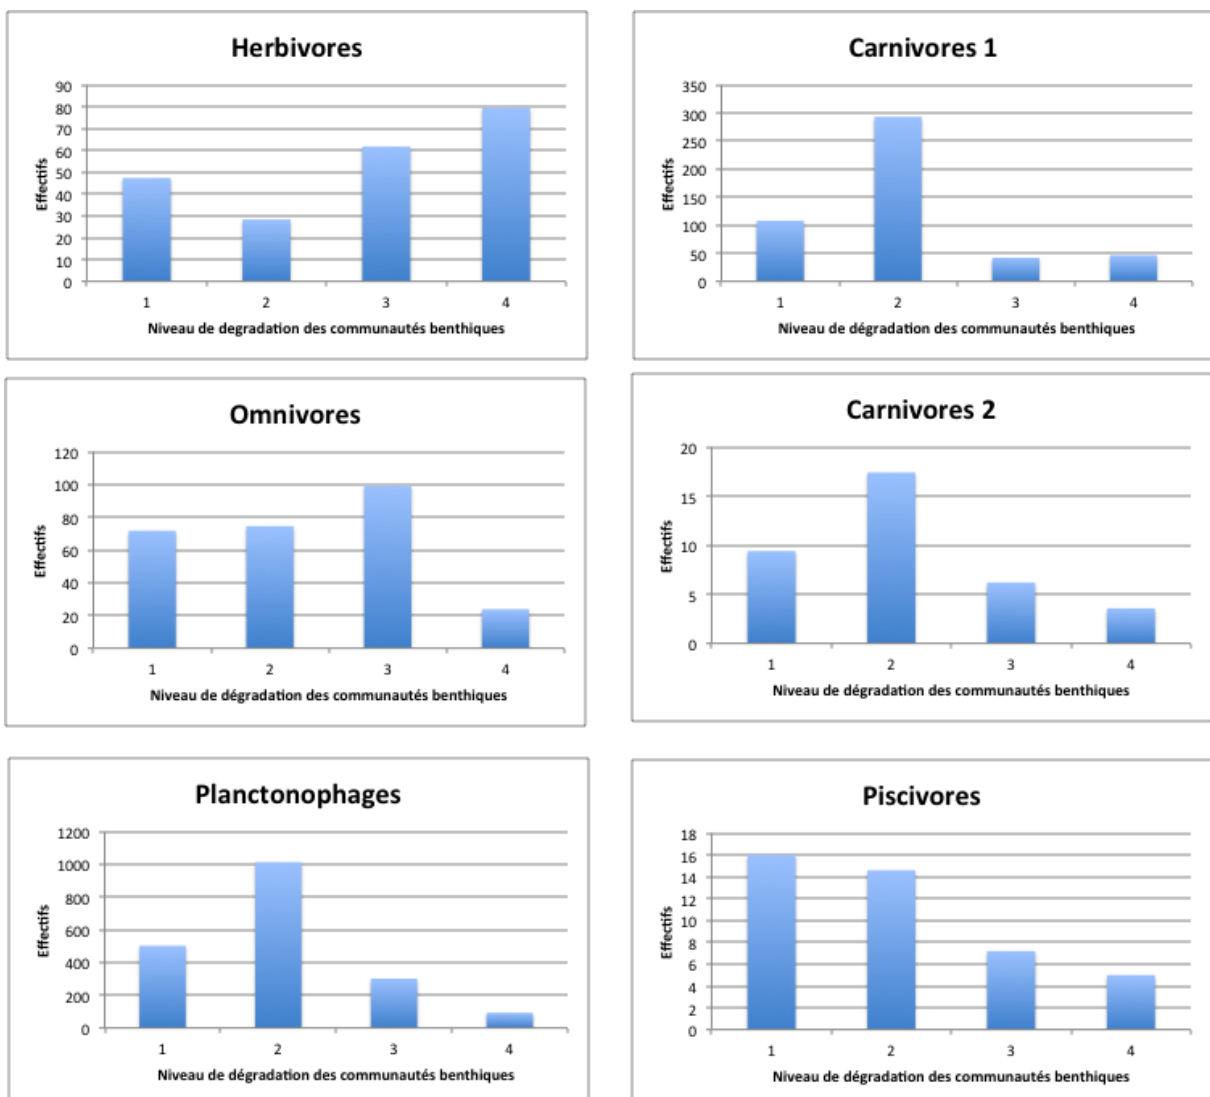 Herbivores
90
80
70
60
50
40
30
20
10
0
Effectifs
1 2 3 4
Niveau de degradation des communautés benthiques
Carnivores 1
350
300
250
200
150
100
50
0
Effectifs
1 2 3 4
Niveau de dégradation des communautés benthiques
Omnivores
120
100
80
60
40
20
0
Effectifs
1 2 3 4
Niveau de dégradation des communautés benthiques
Carnivores 2
20
15
10
5
0
Effectifs
1 2 3 4
Niveau de dégradation des communautés benthiques
Planctonophages
1200
1000
800
600
400
200
0
Effectifs
1 2 3 4
Niveau de dégradation des communautés benthiques
Piscivores
18
16
14
12
10
8
6
4
2
0
Effectifs
1 2 3 4
Niveau de dégradation des communautés benthiques